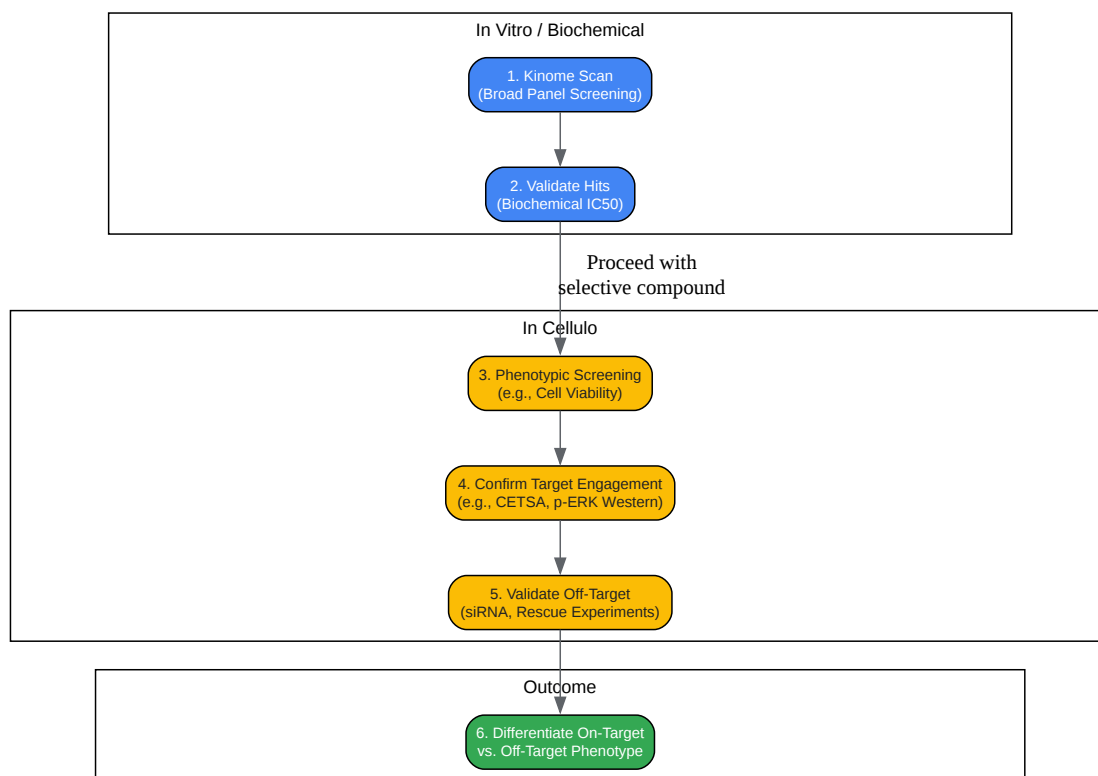 In Vitro / Biochemical
1. Kinome Scan
(Broad Panel Screening)
2. Validate Hits
(Biochemical IC50)
Proceed with
selective compound
In Cellulo
3. Phenotypic Screening
(e.g., Cell Viability)
4. Confirm Target Engagement
(e.g., CETSA, p-ERK Western)
5. Validate Off-Target
(siRNA, Rescue Experiments)
Outcome
6. Differentiate On-Target
vs. Off-Target Phenotype